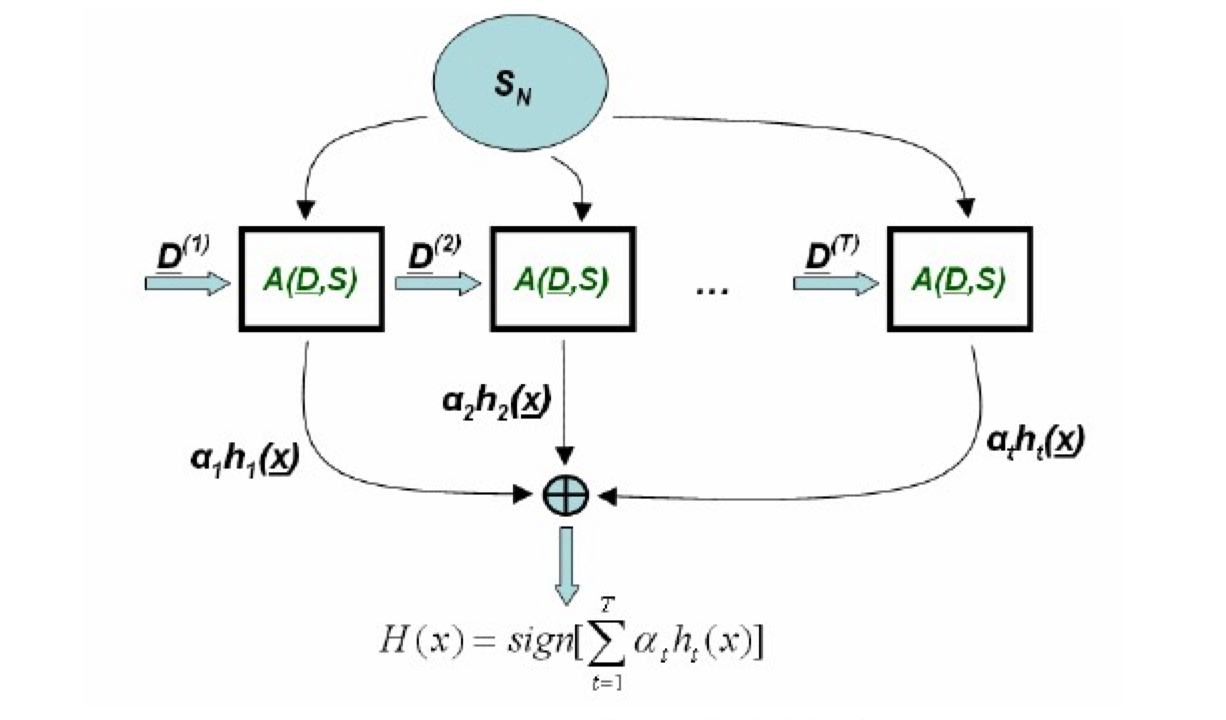 S_N
D^(1)
A(D,S)
D^(2)
A(D,S)
...
D^(T)
A(D,S)
α_2h_2(x)
α_1h_1(x)
α_th_t(x)
H(x) = sign[∑_{t=1}^{T} α_t h_t(x)]